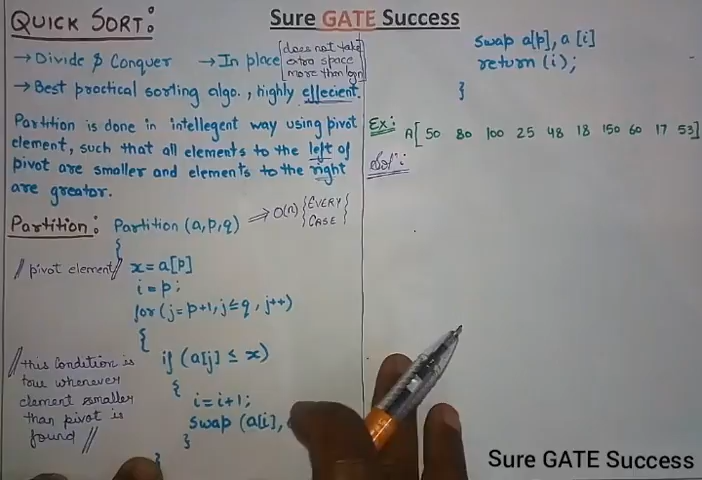 QUICK SORT:
Sure GATE Success
→ Divide & Conquer → In place [does not take
a too space
more than logn]
→ Best practical sorting algo., highly effecient.
Partition is done in intellegent way using pivot
element, such that all elements to the left of
pivot are smaller and elements to the right
are greator.
Partition: Partition (a,p,q) ⇒ O(n) {EVERY
CASE}
{
// pivot element // x = a[p]
i = p;
for (j = p+1, j ≤ q, j++)
{
// this condition is
true whenever
element smaller
than pivot is
found //
if (a[j] ≤ x)
{
i = i+1;
swap (a[i],
}
}
swap a[p], a[i]
return (i);
}
Ex: A[ 50 80 100 25 48 18 150 60 17 53]
Sol:
Sure GATE Success